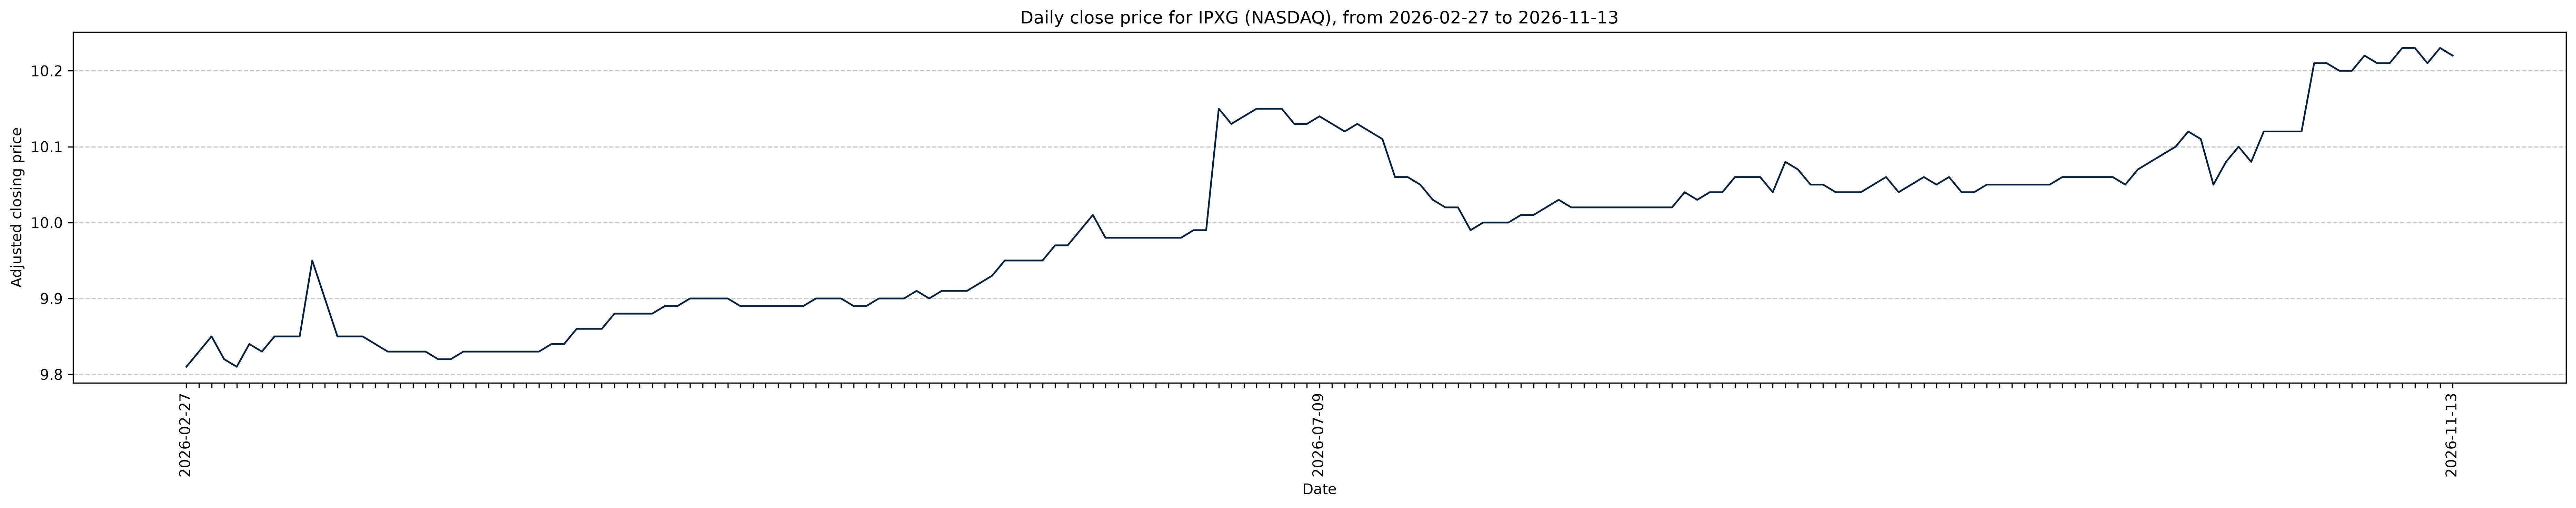 Daily close price for IPXG (NASDAQ), from 2026-02-27 to 2026-11-13
Adjusted closing price
10.2
10.1
10.0
9.9
9.8
2026-02-27
2026-07-09
2026-11-13
Date